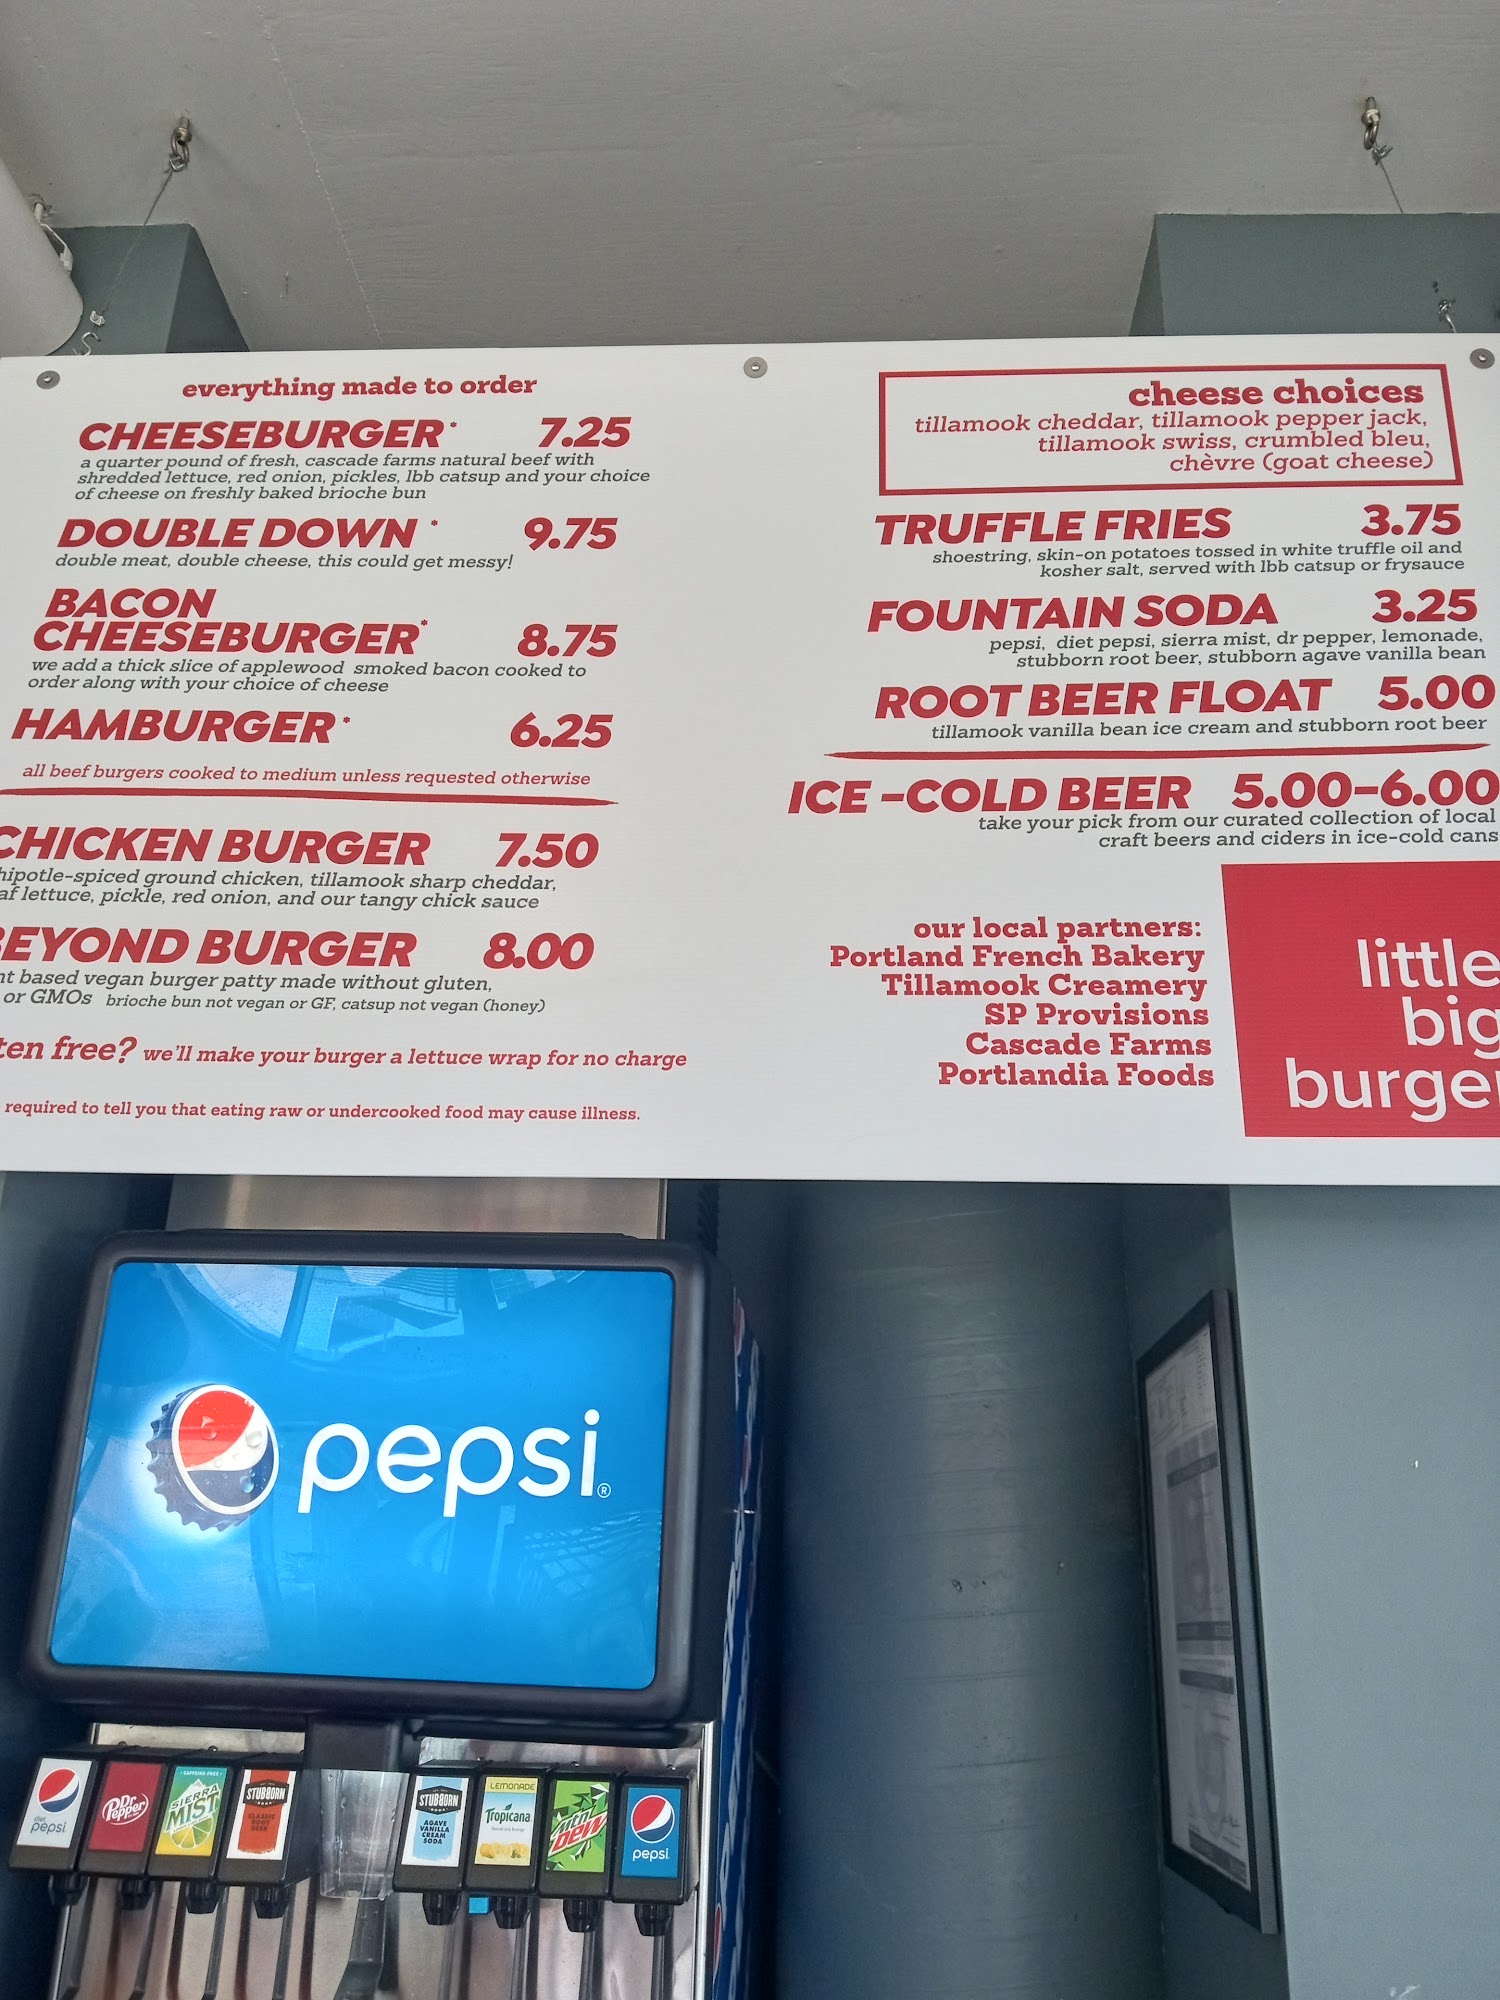 everything made to order
CHEESEBURGER* 7.25
a quarter pound of fresh, cascade farms natural beef with
shredded lettuce, red onion, pickles, lbb catsup and your choice
of cheese on freshly baked brioche bun
DOUBLE DOWN * 9.75
double meat, double cheese, this could get messy!
BACON
CHEESEBURGER* 8.75
we add a thick slice of applewood smoked bacon cooked to
order along with your choice of cheese
HAMBURGER* 6.25
all beef burgers cooked to medium unless requested otherwise
CHICKEN BURGER 7.50
hipotle-spiced ground chicken, tillamook sharp cheddar,
af lettuce, pickle, red onion, and our tangy chick sauce
BEYOND BURGER 8.00
nt based vegan burger patty made without gluten,
or GMOs brioche bun not vegan or GF, catsup not vegan (honey)
ten free? we'll make your burger a lettuce wrap for no charge
required to tell you that eating raw or undercooked food may cause illness.
cheese choices
tillamook cheddar, tillamook pepper jack,
tillamook swiss, crumbled bleu,
chèvre (goat cheese)
TRUFFLE FRIES 3.75
shoestring, skin-on potatoes tossed in white truffle oil and
kosher salt, served with lbb catsup or frysauce
FOUNTAIN SODA 3.25
pepsi, diet pepsi, sierra mist, dr pepper, lemonade,
stubborn root beer, stubborn agave vanilla bean
ROOT BEER FLOAT 5.00
tillamook vanilla bean ice cream and stubborn root beer
ICE-COLD BEER 5.00-6.00
take your pick from our curated collection of local
craft beers and ciders in ice-cold cans
our local partners:
Portland French Bakery
Tillamook Creamery
SP Provisions
Cascade Farms
Portlandia Foods
little
big
burger
pepsi®
diet
pepsi
Dr
Pepper
CAFFEINE FREE
SIERRA
MIST
STUBBORN
SODA
CLASSIC
ROOT
BEER
STUBBORN
SODA
AGAVE
VANILLA
CREAM
SODA
LEMONADE
Tropicana
mtn
DEW
pepsi